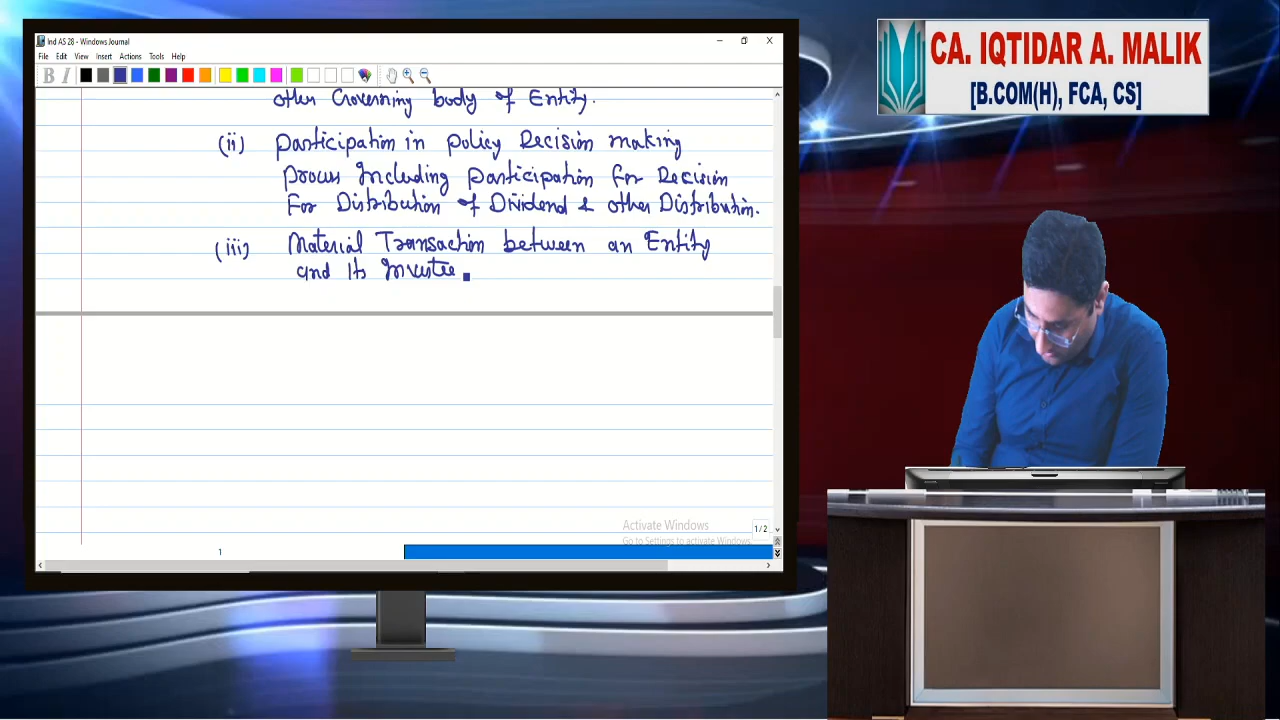 Ind AS 28 - Windows Journal
File Edit View Insert Actions Tools Help
B I
other Governing body of Entity.
(ii) Participation in Policy Decision making
Process Including Participation for Decision
For Distribution of Dividend & other Distribution.
(iii) Material Transaction between an Entity
and Its Investee
Activate Windows
Go to Settings to activate Windows.
1 / 2
1
CA. IQTIDAR A. MALIK
[B.COM(H), FCA, CS]